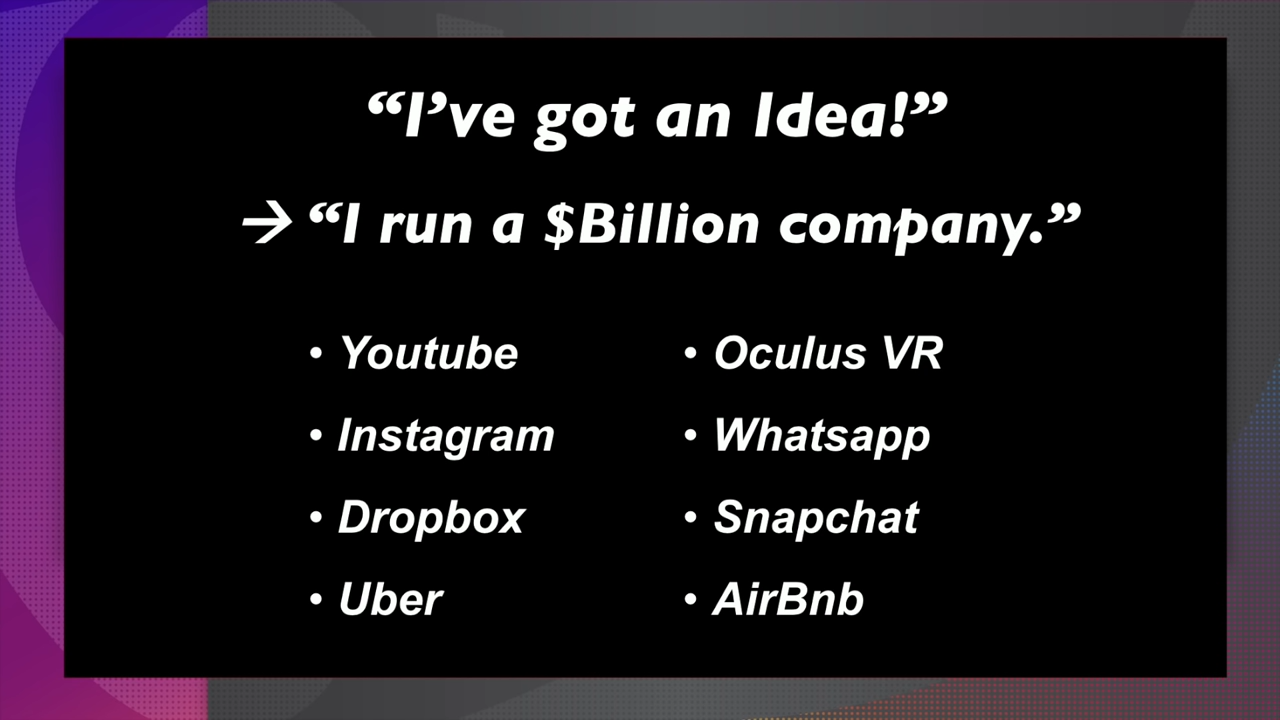 “I’ve got an Idea!”
→ “I run a $Billion company.”
• Youtube
• Instagram
• Dropbox
• Uber
• Oculus VR
• Whatsapp
• Snapchat
• AirBnb